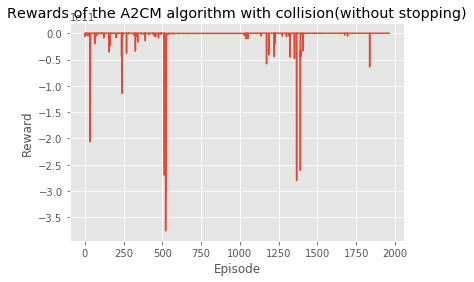 Rewards of the A2CM algorithm with collision(without stopping)
1e11
0.0
−0.5
−1.0
−1.5
−2.0
−2.5
−3.0
−3.5
Reward
0 250 500 750 1000 1250 1500 1750 2000
Episode